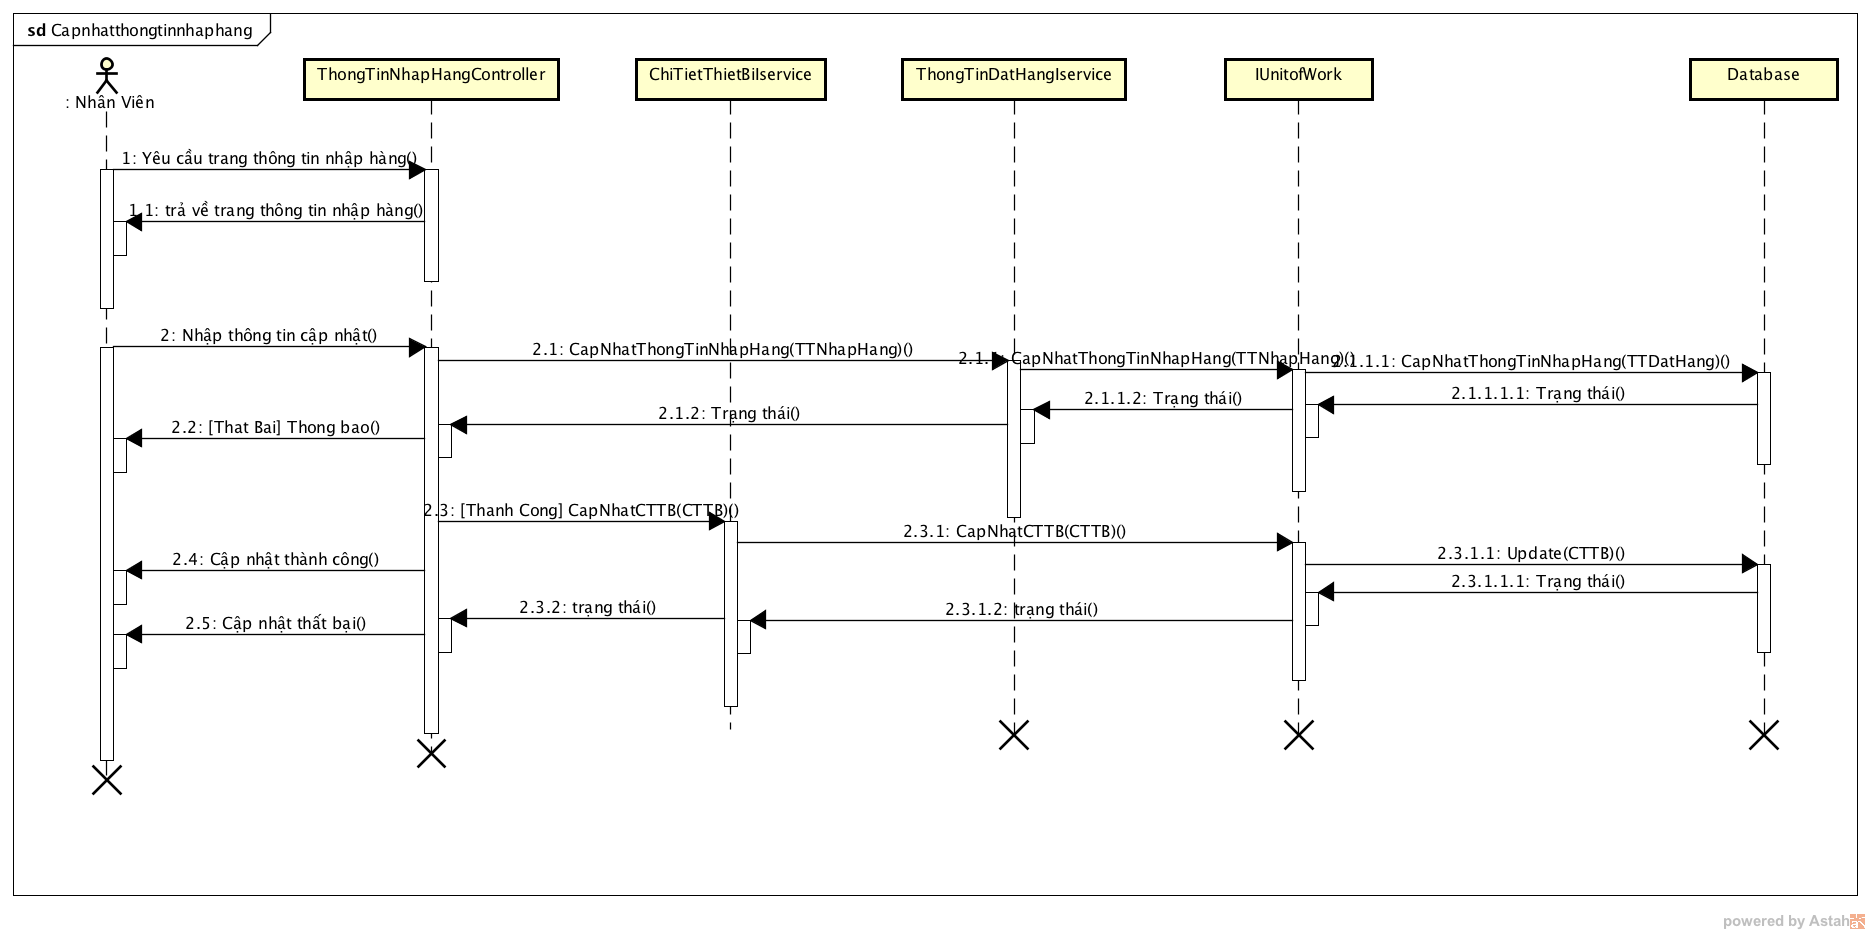 sd Capnhatthongtinnhaphang
: Nhân Viên
ThongTinNhapHangController
ChiTietThietBiIservice
ThongTinDatHangIservice
IUnitofWork
Database
1: Yêu cầu trang thông tin nhập hàng()
1.1: trả về trang thông tin nhập hàng()
2: Nhập thông tin cập nhật()
2.1: CapNhatThongTinNhapHang(TTNhapHang)()
2.1.1: CapNhatThongTinNhapHang(TTNhapHang)()
2.1.1.1: CapNhatThongTinNhapHang(TTDatHang)()
2.1.1.1.1: Trạng thái()
2.1.1.2: Trạng thái()
2.1.2: Trạng thái()
2.2: [That Bai] Thong bao()
2.3: [Thanh Cong] CapNhatCTTB(CTTB)()
2.3.1: CapNhatCTTB(CTTB)()
2.3.1.1: Update(CTTB)()
2.4: Cập nhật thành công()
2.3.1.1.1: Trạng thái()
2.3.2: trạng thái()
2.3.1.2: trạng thái()
2.5: Cập nhật thất bại()
powered by Astah